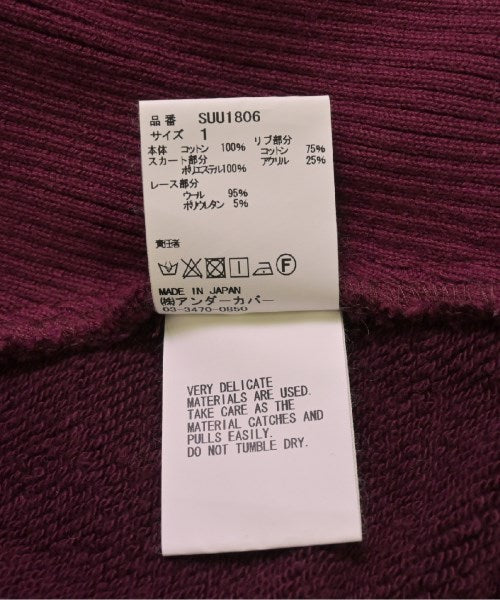 品番 SUU1806
サイズ 1
本体 コットン 100% リブ部分
スカート部分 コットン 75%
ポリエステル100% アクリル 25%
レース部分
ウール 95%
ポリウレタン 5%
責任者
F
MADE IN JAPAN
㈱アンダーカバー
03-3470-0850
VERY DELICATE
MATERIALS ARE USED.
TAKE CARE AS THE
MATERIAL CATCHES AND
PULLS EASILY.
DO NOT TUMBLE DRY.